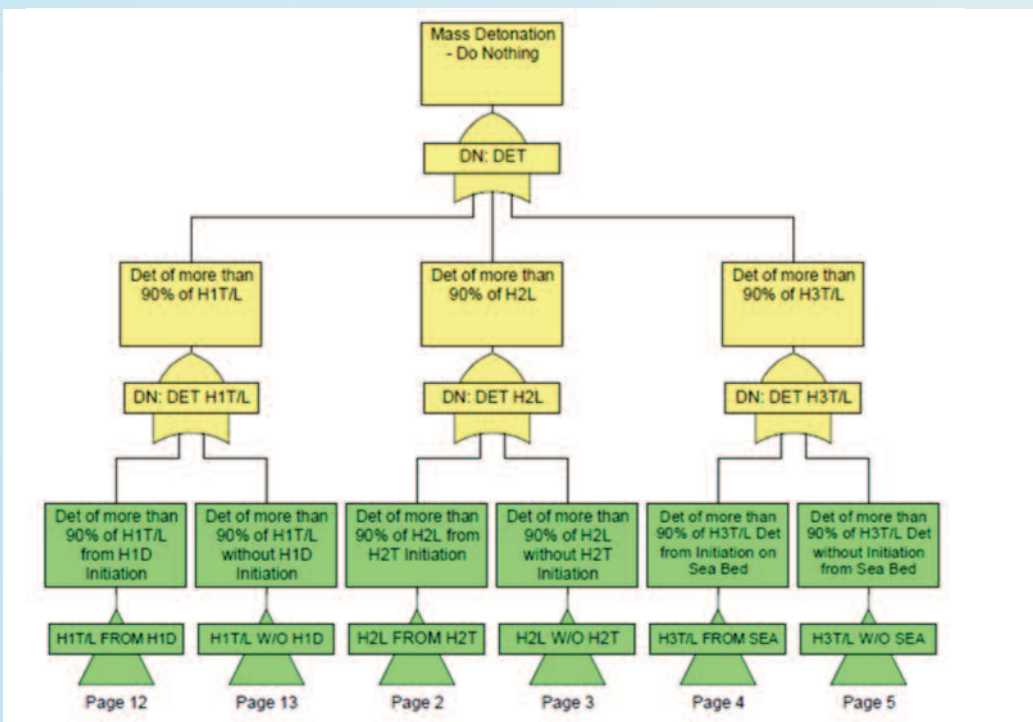 Mass Detonation
- Do Nothing
DN: DET
Det of more than
90% of H1T/L
Det of more than
90% of H2L
Det of more than
90% of H3T/L
DN: DET H1T/L
DN: DET H2L
DN: DET H3T/L
Det of more than
90% of H1T/L
from H1D
Initiation
Det of more than
90% of H1T/L
without H1D
Initiation
Det of more than
90% of H2L from
H2T Initiation
Det of more than
90% of H2L
without H2T
Initiation
Det of more than
90% of H3T/L Det
from Initiation on
Sea Bed
Det of more than
90% of H3T/L Det
without Initiation
from Sea Bed
H1T/L FROM H1D
H1T/L W/O H1D
H2L FROM H2T
H2L W/O H2T
H3T/L FROM SEA
H3T/L W/O SEA
Page 12
Page 13
Page 2
Page 3
Page 4
Page 5